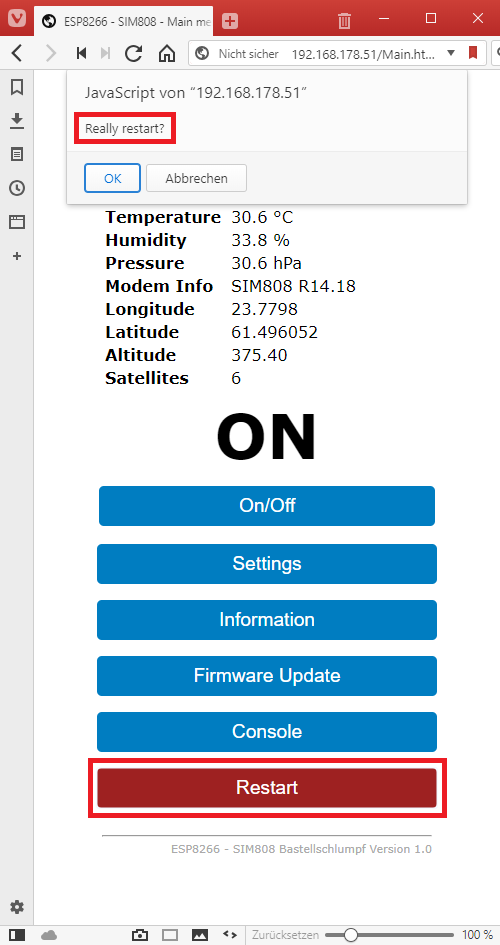 ESP8266 - SIM808 - Main me
Nicht sicher 192.168.178.51/Main.ht...
JavaScript von "192.168.178.51"
Really restart?
OK Abbrechen
Temperature 30.6 °C
Humidity 33.8 %
Pressure 30.6 hPa
Modem Info SIM808 R14.18
Longitude 23.7798
Latitude 61.496052
Altitude 375.40
Satellites 6
ON
On/Off
Settings
Information
Firmware Update
Console
Restart
ESP8266 - SIM808 Bastellschlumpf Version 1.0
Zurücksetzen 100 %